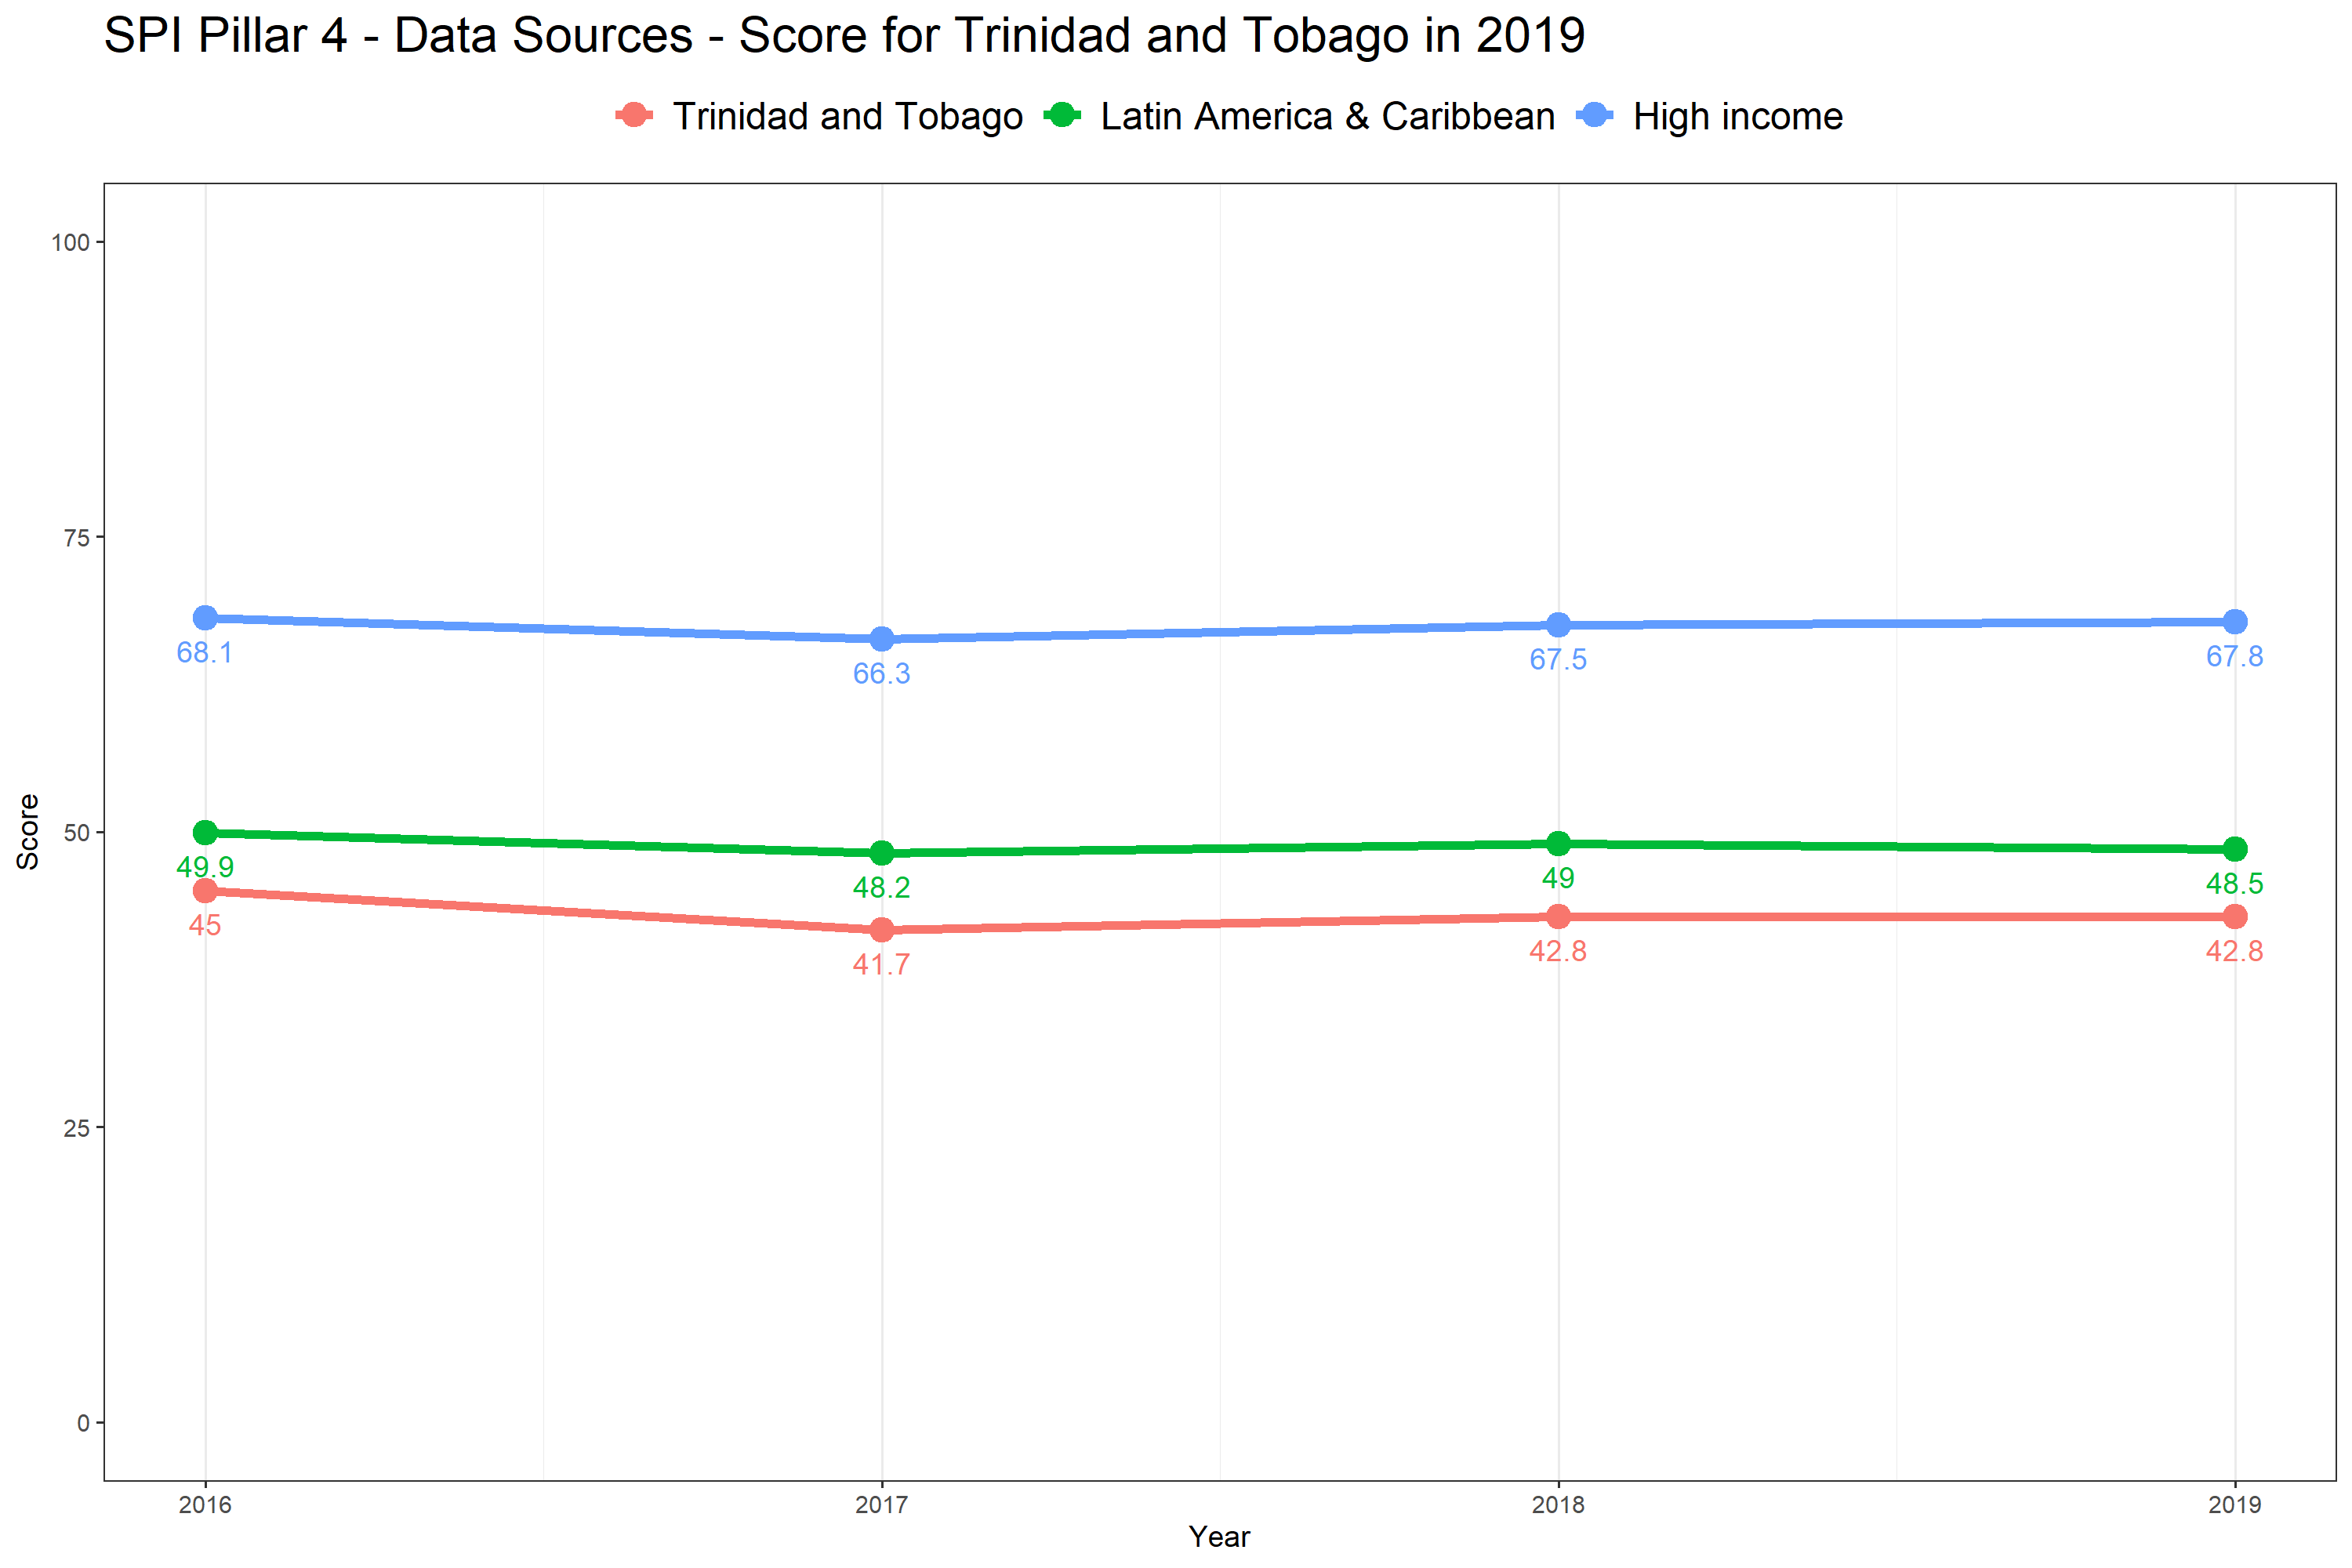 SPI Pillar 4 - Data Sources - Score for Trinidad and Tobago in 2019
Trinidad and Tobago Latin America & Caribbean High income
100
75
50
25
0
Score
68.1 66.3 67.5 67.8
49.9 48.2 49 48.5
45 41.7 42.8 42.8
2016 2017 2018 2019
Year